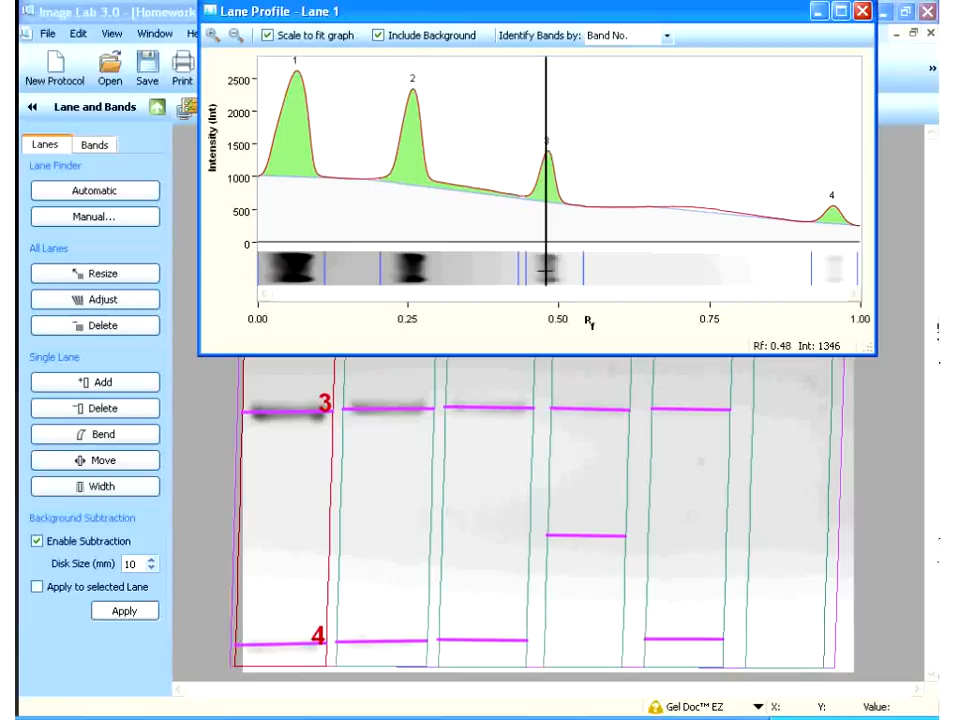 Image Lab 3.0 - [Homework
Lane Profile - Lane 1
File Edit View Window He
Scale to fit graph Include Background Identify Bands by: Band No.
New Protocol Open Save Print
Lane and Bands
Lanes Bands
Lane Finder
Automatic
Manual...
All Lanes
Resize
Adjust
Delete
Single Lane
Add
Delete
Bend
Move
Width
Background Subtraction
Enable Subtraction
Disk Size (mm) 10
Apply to selected Lane
Apply
Intensity (Int)
2500
2000
1500
1000
500
0
1 2 3 4
0.00 0.25 0.50 0.75 1.00
Rf
Rf: 0.48 Int: 1346
3
4
Gel Doc™ EZ X: Y: Value: